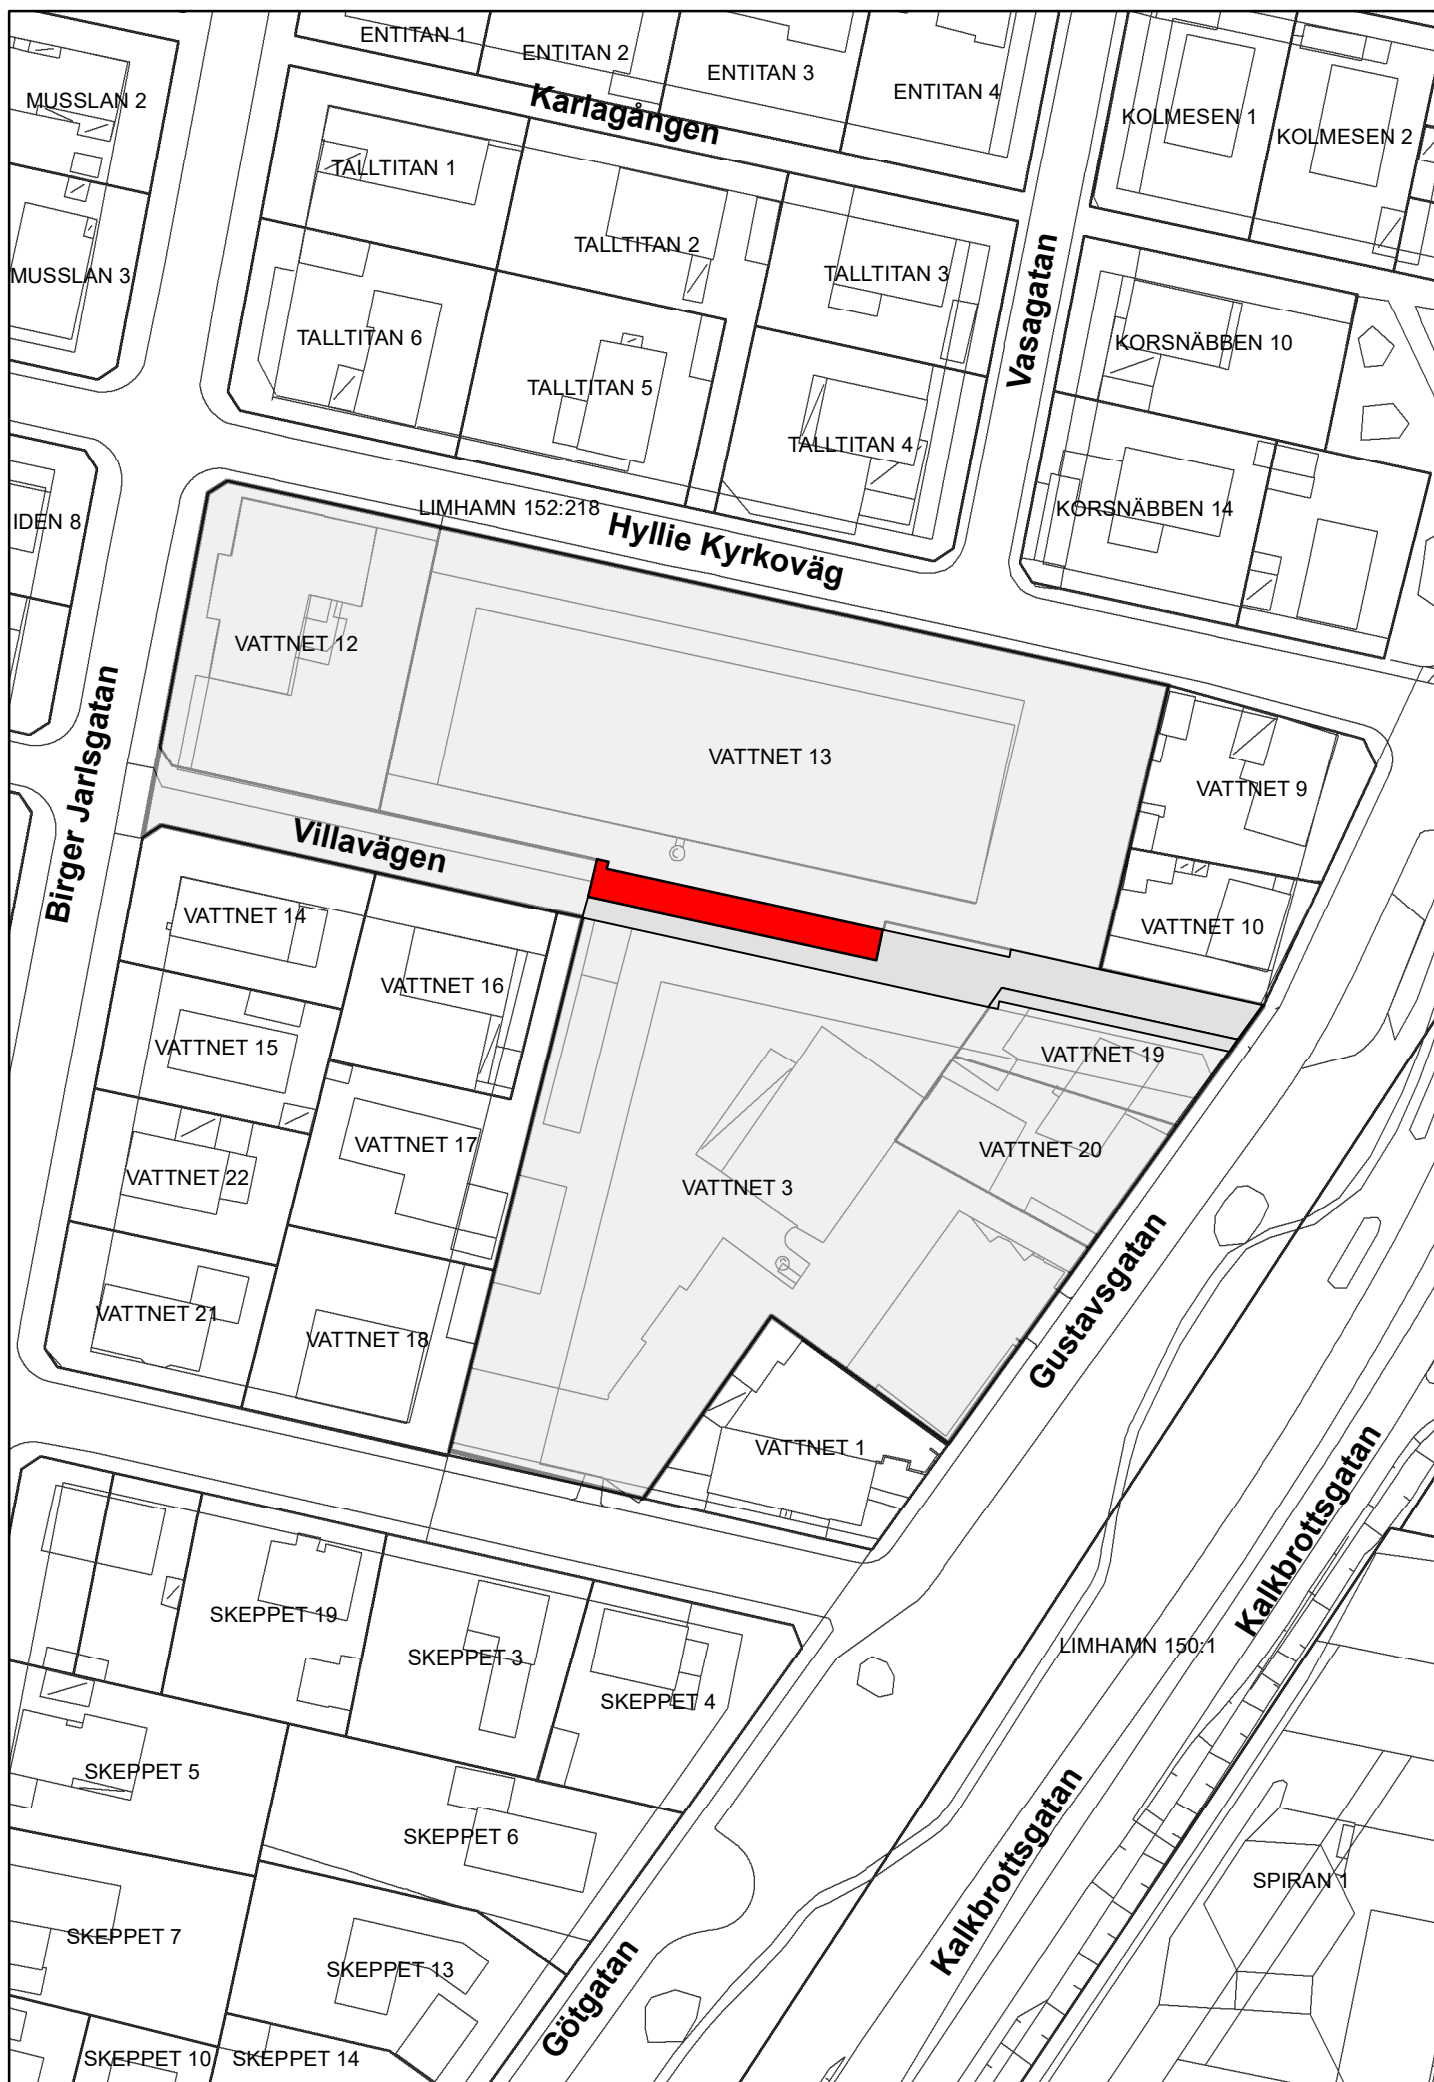 ENTITAN 1
ENTITAN 2
ENTITAN 3
ENTITAN 4
MUSSLAN 2
Karlagången
KOLMESEN 1
KOLMESEN 2
TALLTITAN 1
TALLTITAN 2
TALLTITAN 3
MUSSLAN 3
Vasagatan
TALLTITAN 6
TALLTITAN 5
TALLTITAN 4
KORSNÄBBEN 10
IDEN 8
LIMHAMN 152:218
Hyllie Kyrkoväg
KORSNÄBBEN 14
VATTNET 12
VATTNET 13
VATTNET 9
Birger Jarlsgatan
Villavägen
VATTNET 14
VATTNET 10
VATTNET 16
VATTNET 15
VATTNET 19
VATTNET 17
VATTNET 20
VATTNET 22
VATTNET 3
VATTNET 21
VATTNET 18
Gustavsgatan
VATTNET 1
Kalkbrottsgatan
SKEPPET 19
SKEPPET 3
SKEPPET 4
LIMHAMN 150:1
SKEPPET 5
SKEPPET 6
Kalkbrottsgatan
SPIRAN 1
SKEPPET 7
SKEPPET 13
Götgatan
SKEPPET 10
SKEPPET 14